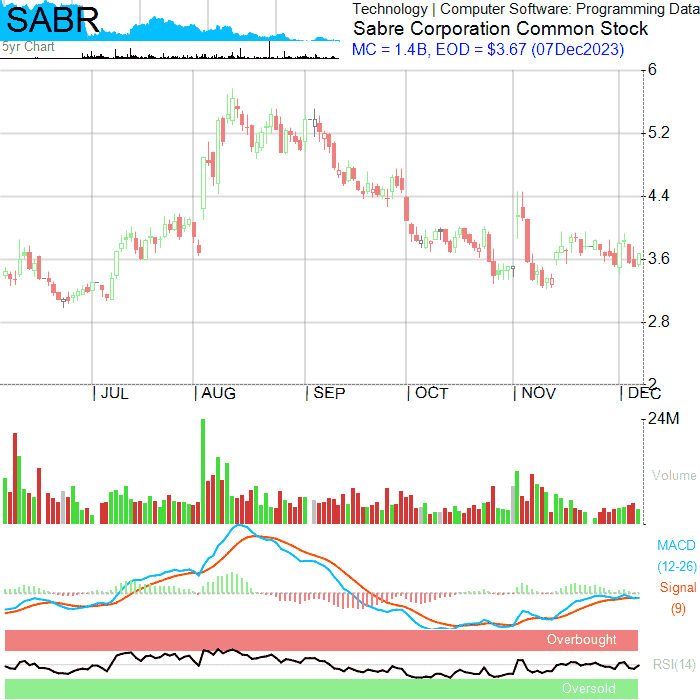 SABR
5yr Chart
Technology | Computer Software: Programming Data
Sabre Corporation Common Stock
MC = 1.4B, EOD = $3.67 (07Dec2023)
6
5.2
4.4
3.6
2.8
2
| JUL | AUG | SEP | OCT | NOV | DEC
24M
Volume
MACD
(12-26)
Signal
(9)
Overbought
RSI(14)
Oversold